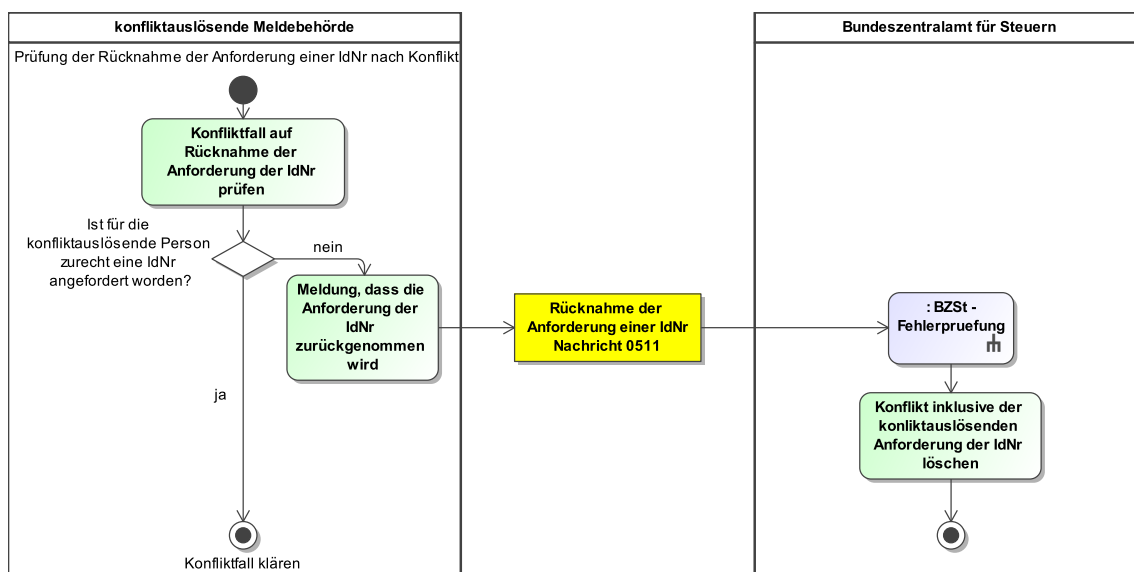 konfliktauslösende Meldebehörde
Bundeszentralamt für Steuern
Prüfung der Rücknahme der Anforderung einer IdNr nach Konflikt
Konfliktfall auf
Rücknahme der
Anforderung der IdNr
prüfen
Ist für die
konfliktauslösende Person
zurecht eine IdNr
angefordert worden?
nein
Meldung, dass die
Anforderung der
IdNr
zurückgenommen
wird
Rücknahme der
Anforderung einer IdNr
Nachricht 0511
: BZSt -
Fehlerpruefung
ja
Konflikt inklusive der
konliktauslösenden
Anforderung der IdNr
löschen
Konfliktfall klären